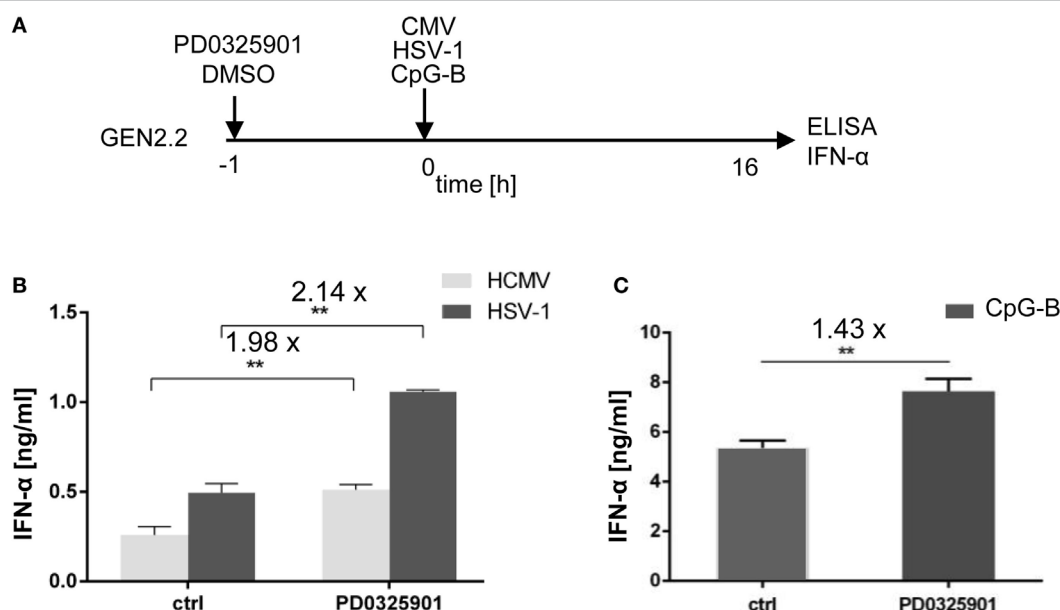 A
PD0325901
DMSO
CMV
HSV-1
CpG-B
GEN2.2
-1
0
16
time [h]
ELISA
IFN-α
B
HCMV
HSV-1
2.14 x
**
1.98 x
**
IFN-α [ng/ml]
1.5
1.0
0.5
0.0
ctrl
PD0325901
C
CpG-B
1.43 x
**
IFN-α [ng/ml]
10
8
6
4
2
0
ctrl
PD0325901